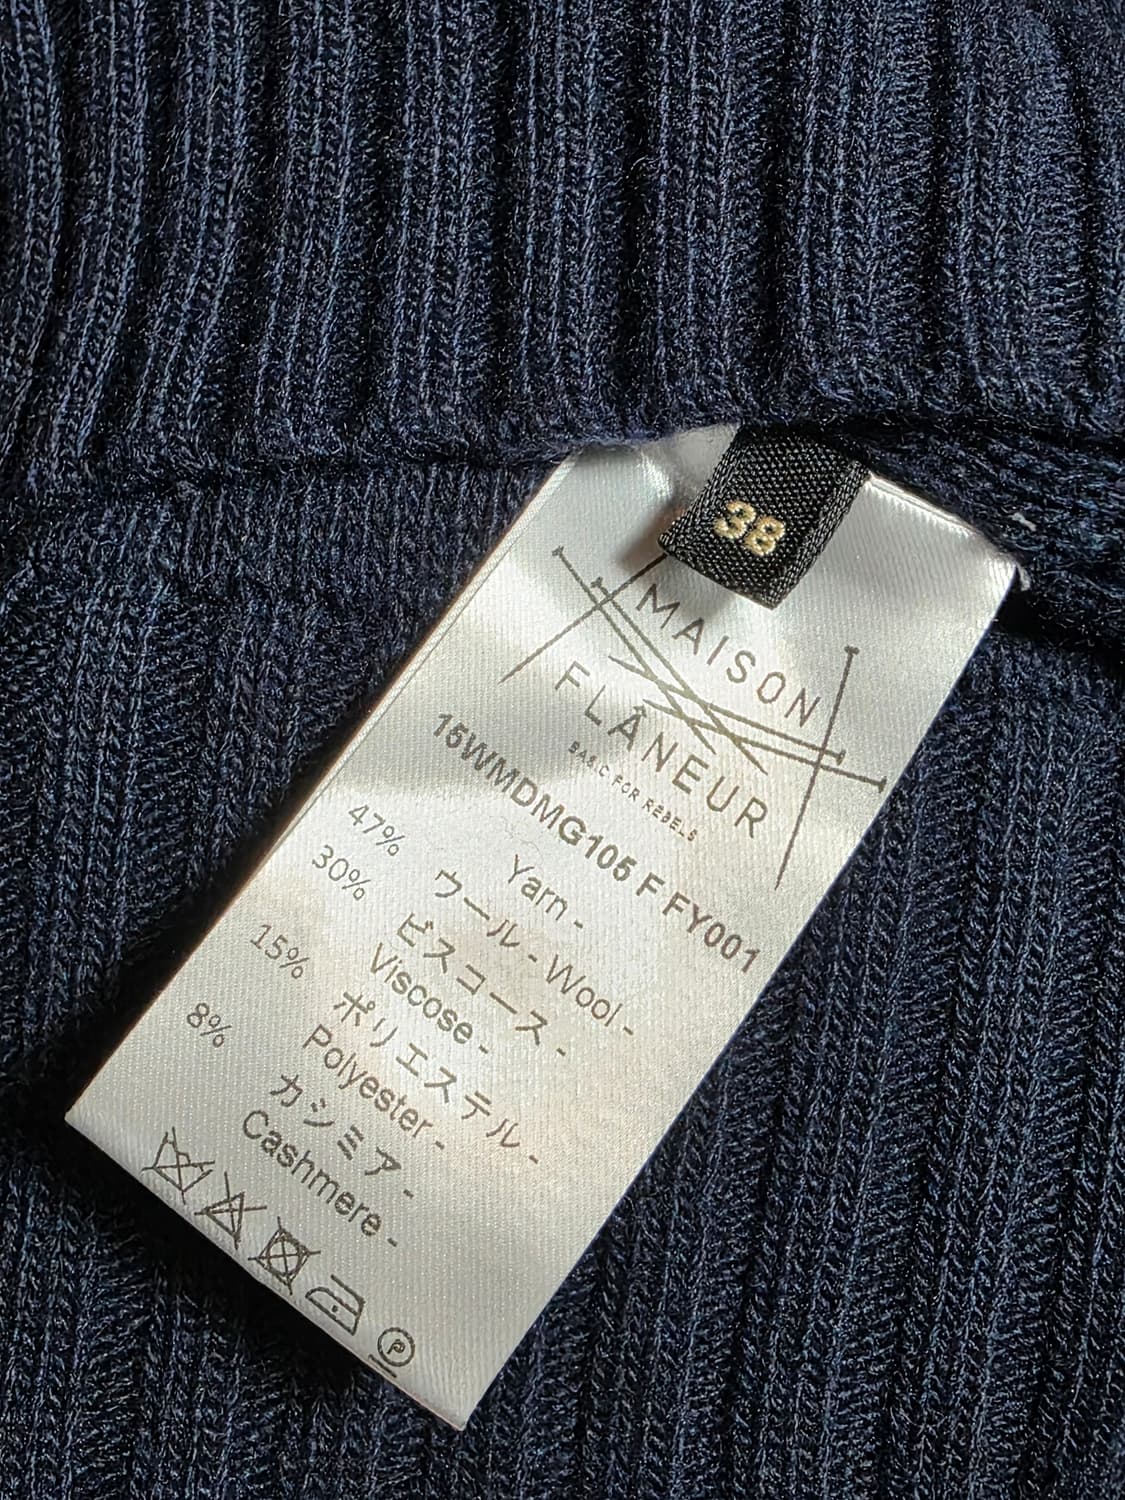 38
MAISON
FLÂNEUR
BASIC FOR REBELS
15WMDMG105 F FY001
Yarn -
47% ウール - Wool -
30% ビスコース -
Viscose -
15% ポリエステル -
Polyester -
8% カシミア -
Cashmere -
P